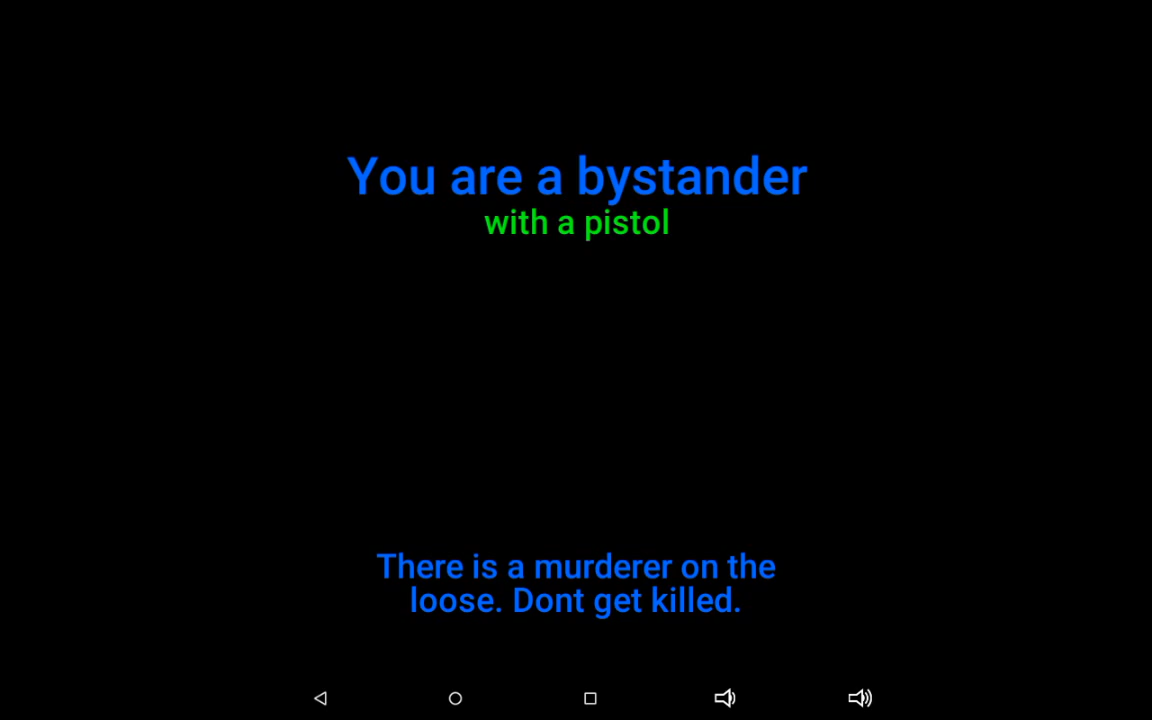 You are a bystander
with a pistol
There is a murderer on the
loose. Dont get killed.